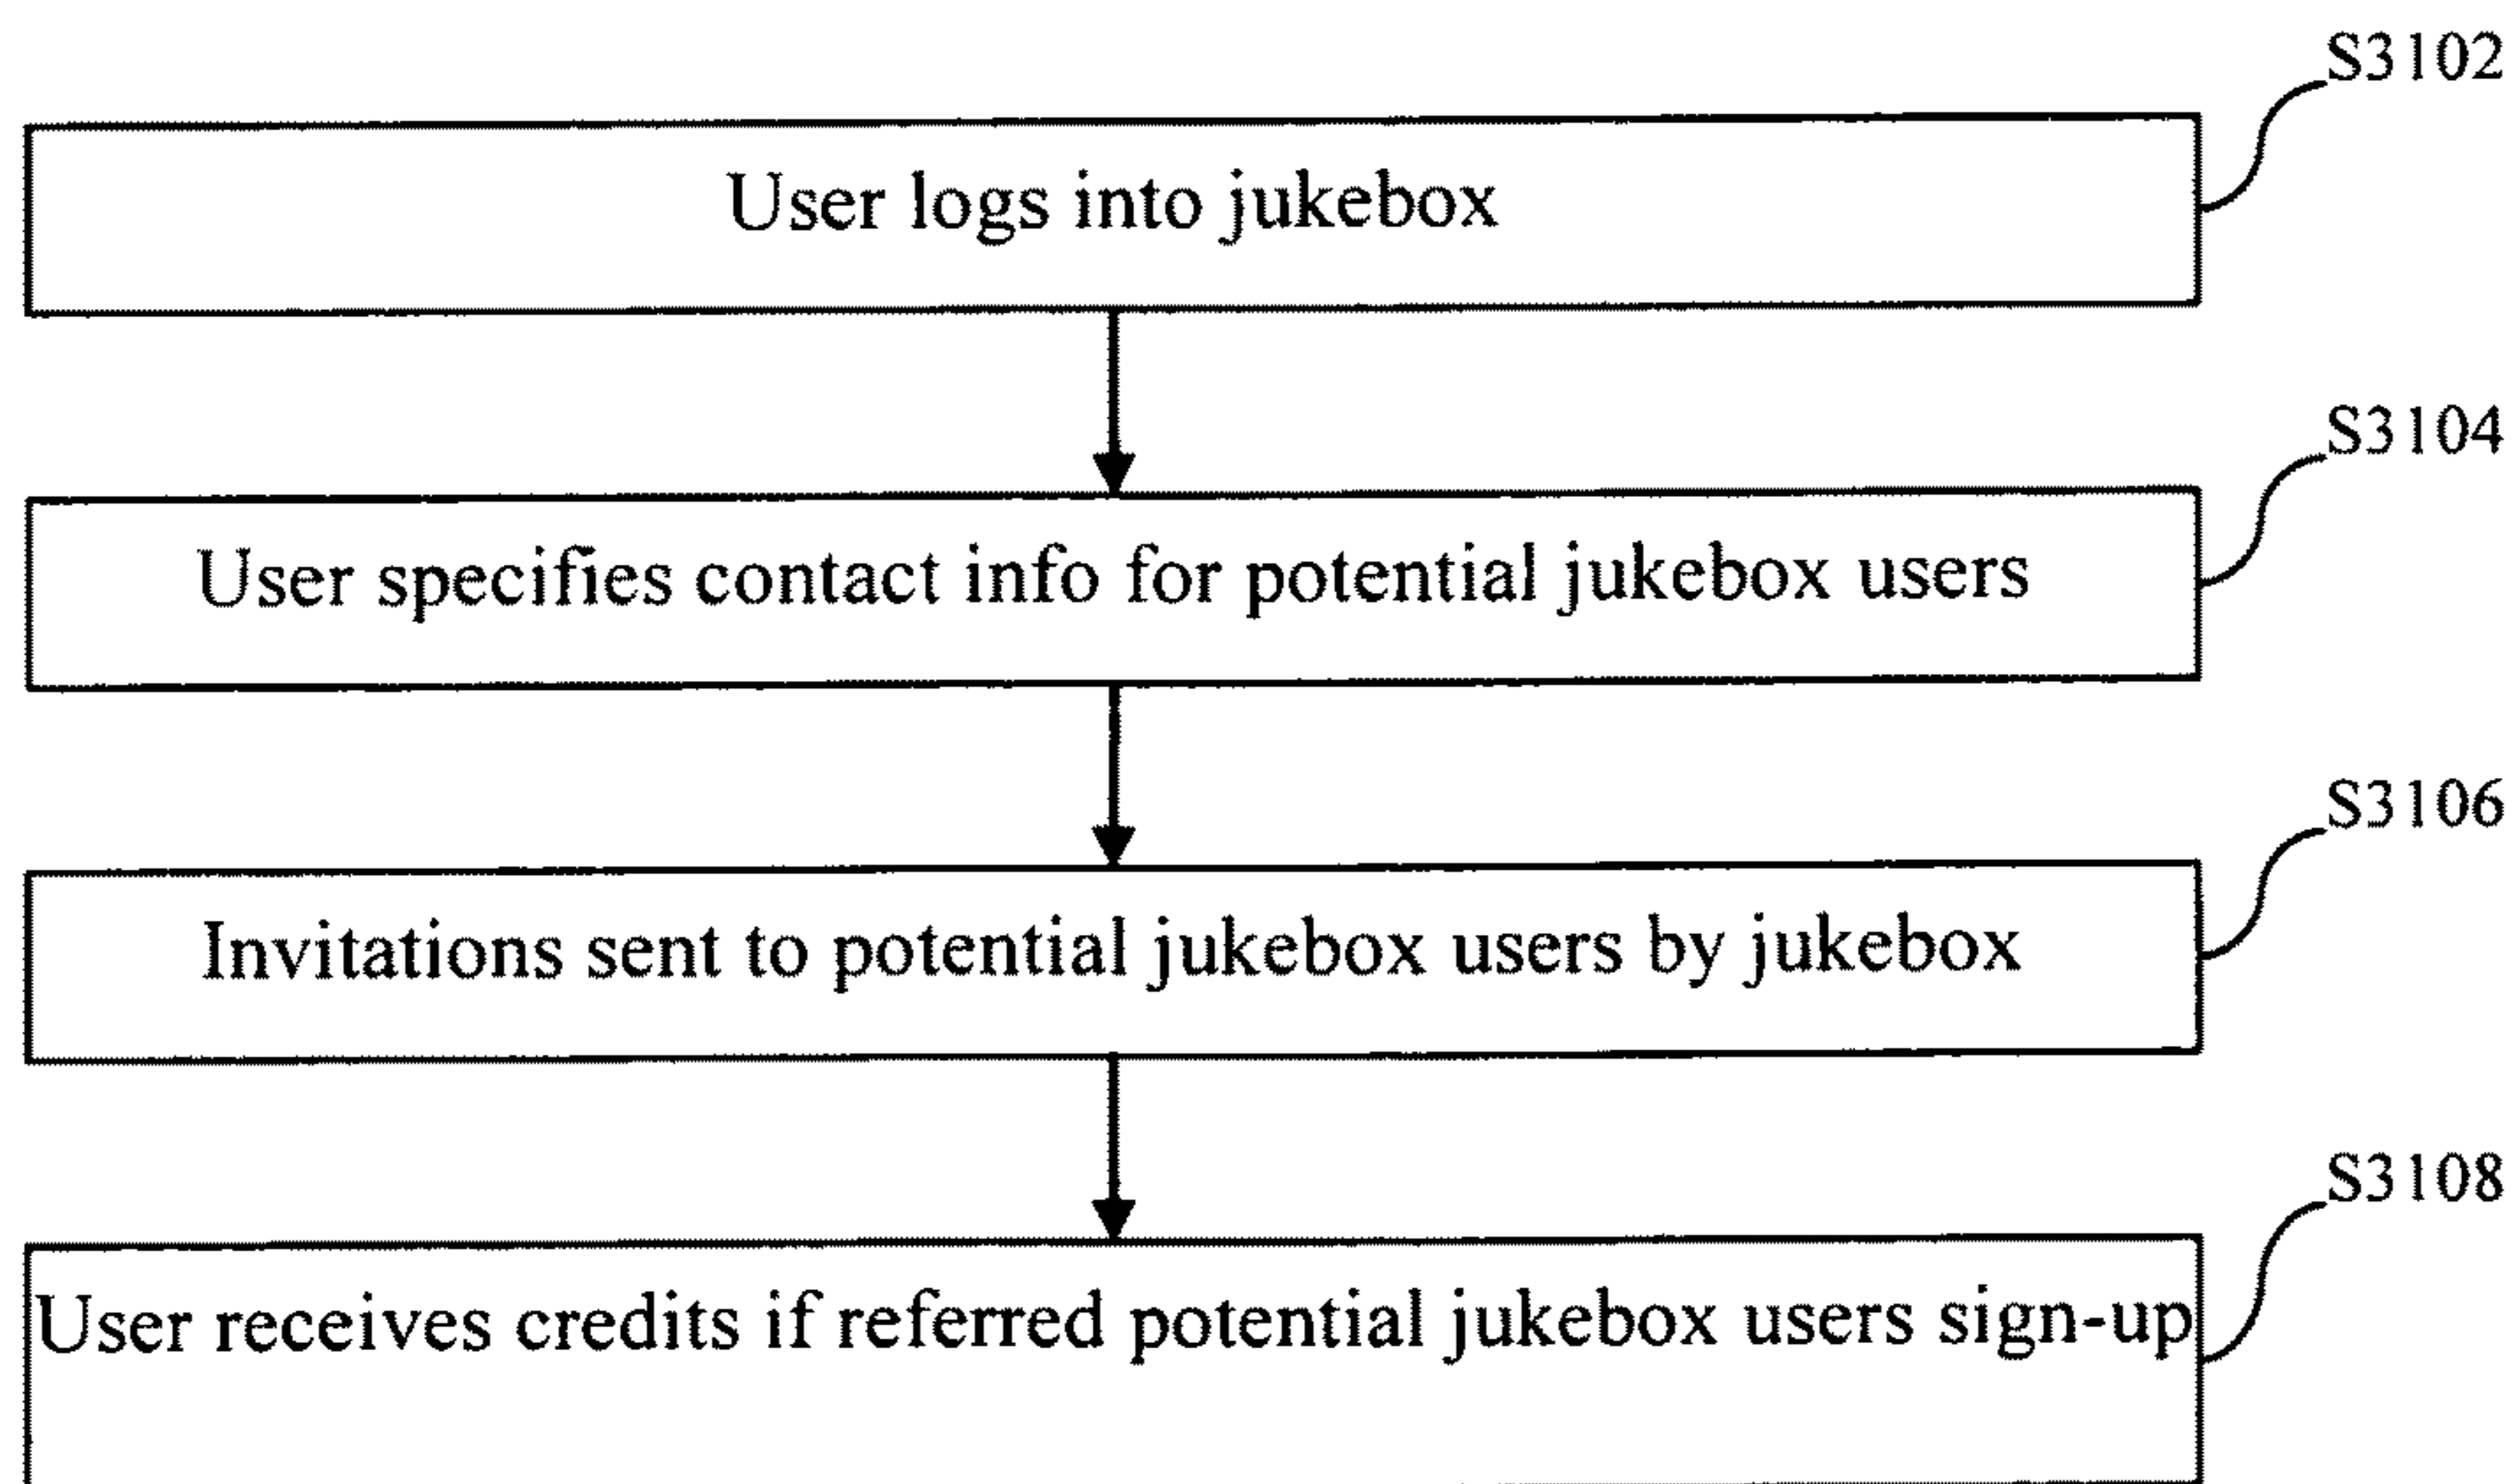 S3102
User logs into jukebox
S3104
User specifies contact info for potential jukebox users
S3106
Invitations sent to potential jukebox users by jukebox
S3108
User receives credits if referred potential jukebox users sign-up